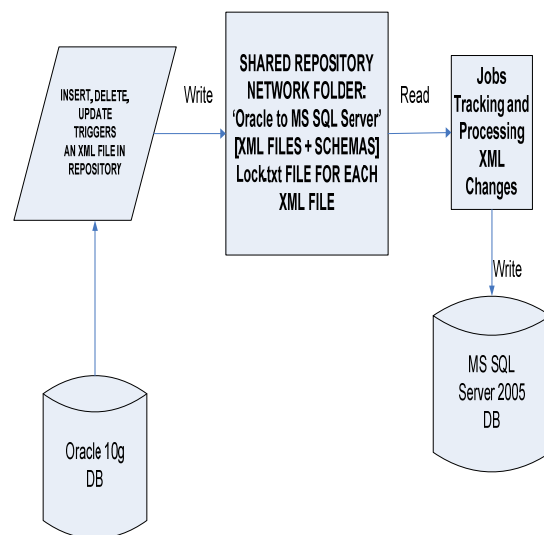 INSERT, DELETE,
UPDATE
TRIGGERS
AN XML FILE IN
REPOSITORY
Write
SHARED REPOSITORY
NETWORK FOLDER:
‘Oracle to MS SQL Server’
[XML FILES + SCHEMAS]
Lock.txt FILE FOR EACH
XML FILE
Read
Jobs
Tracking and
Processing
XML
Changes
Write
MS SQL
Server 2005
DB
Oracle 10g
DB